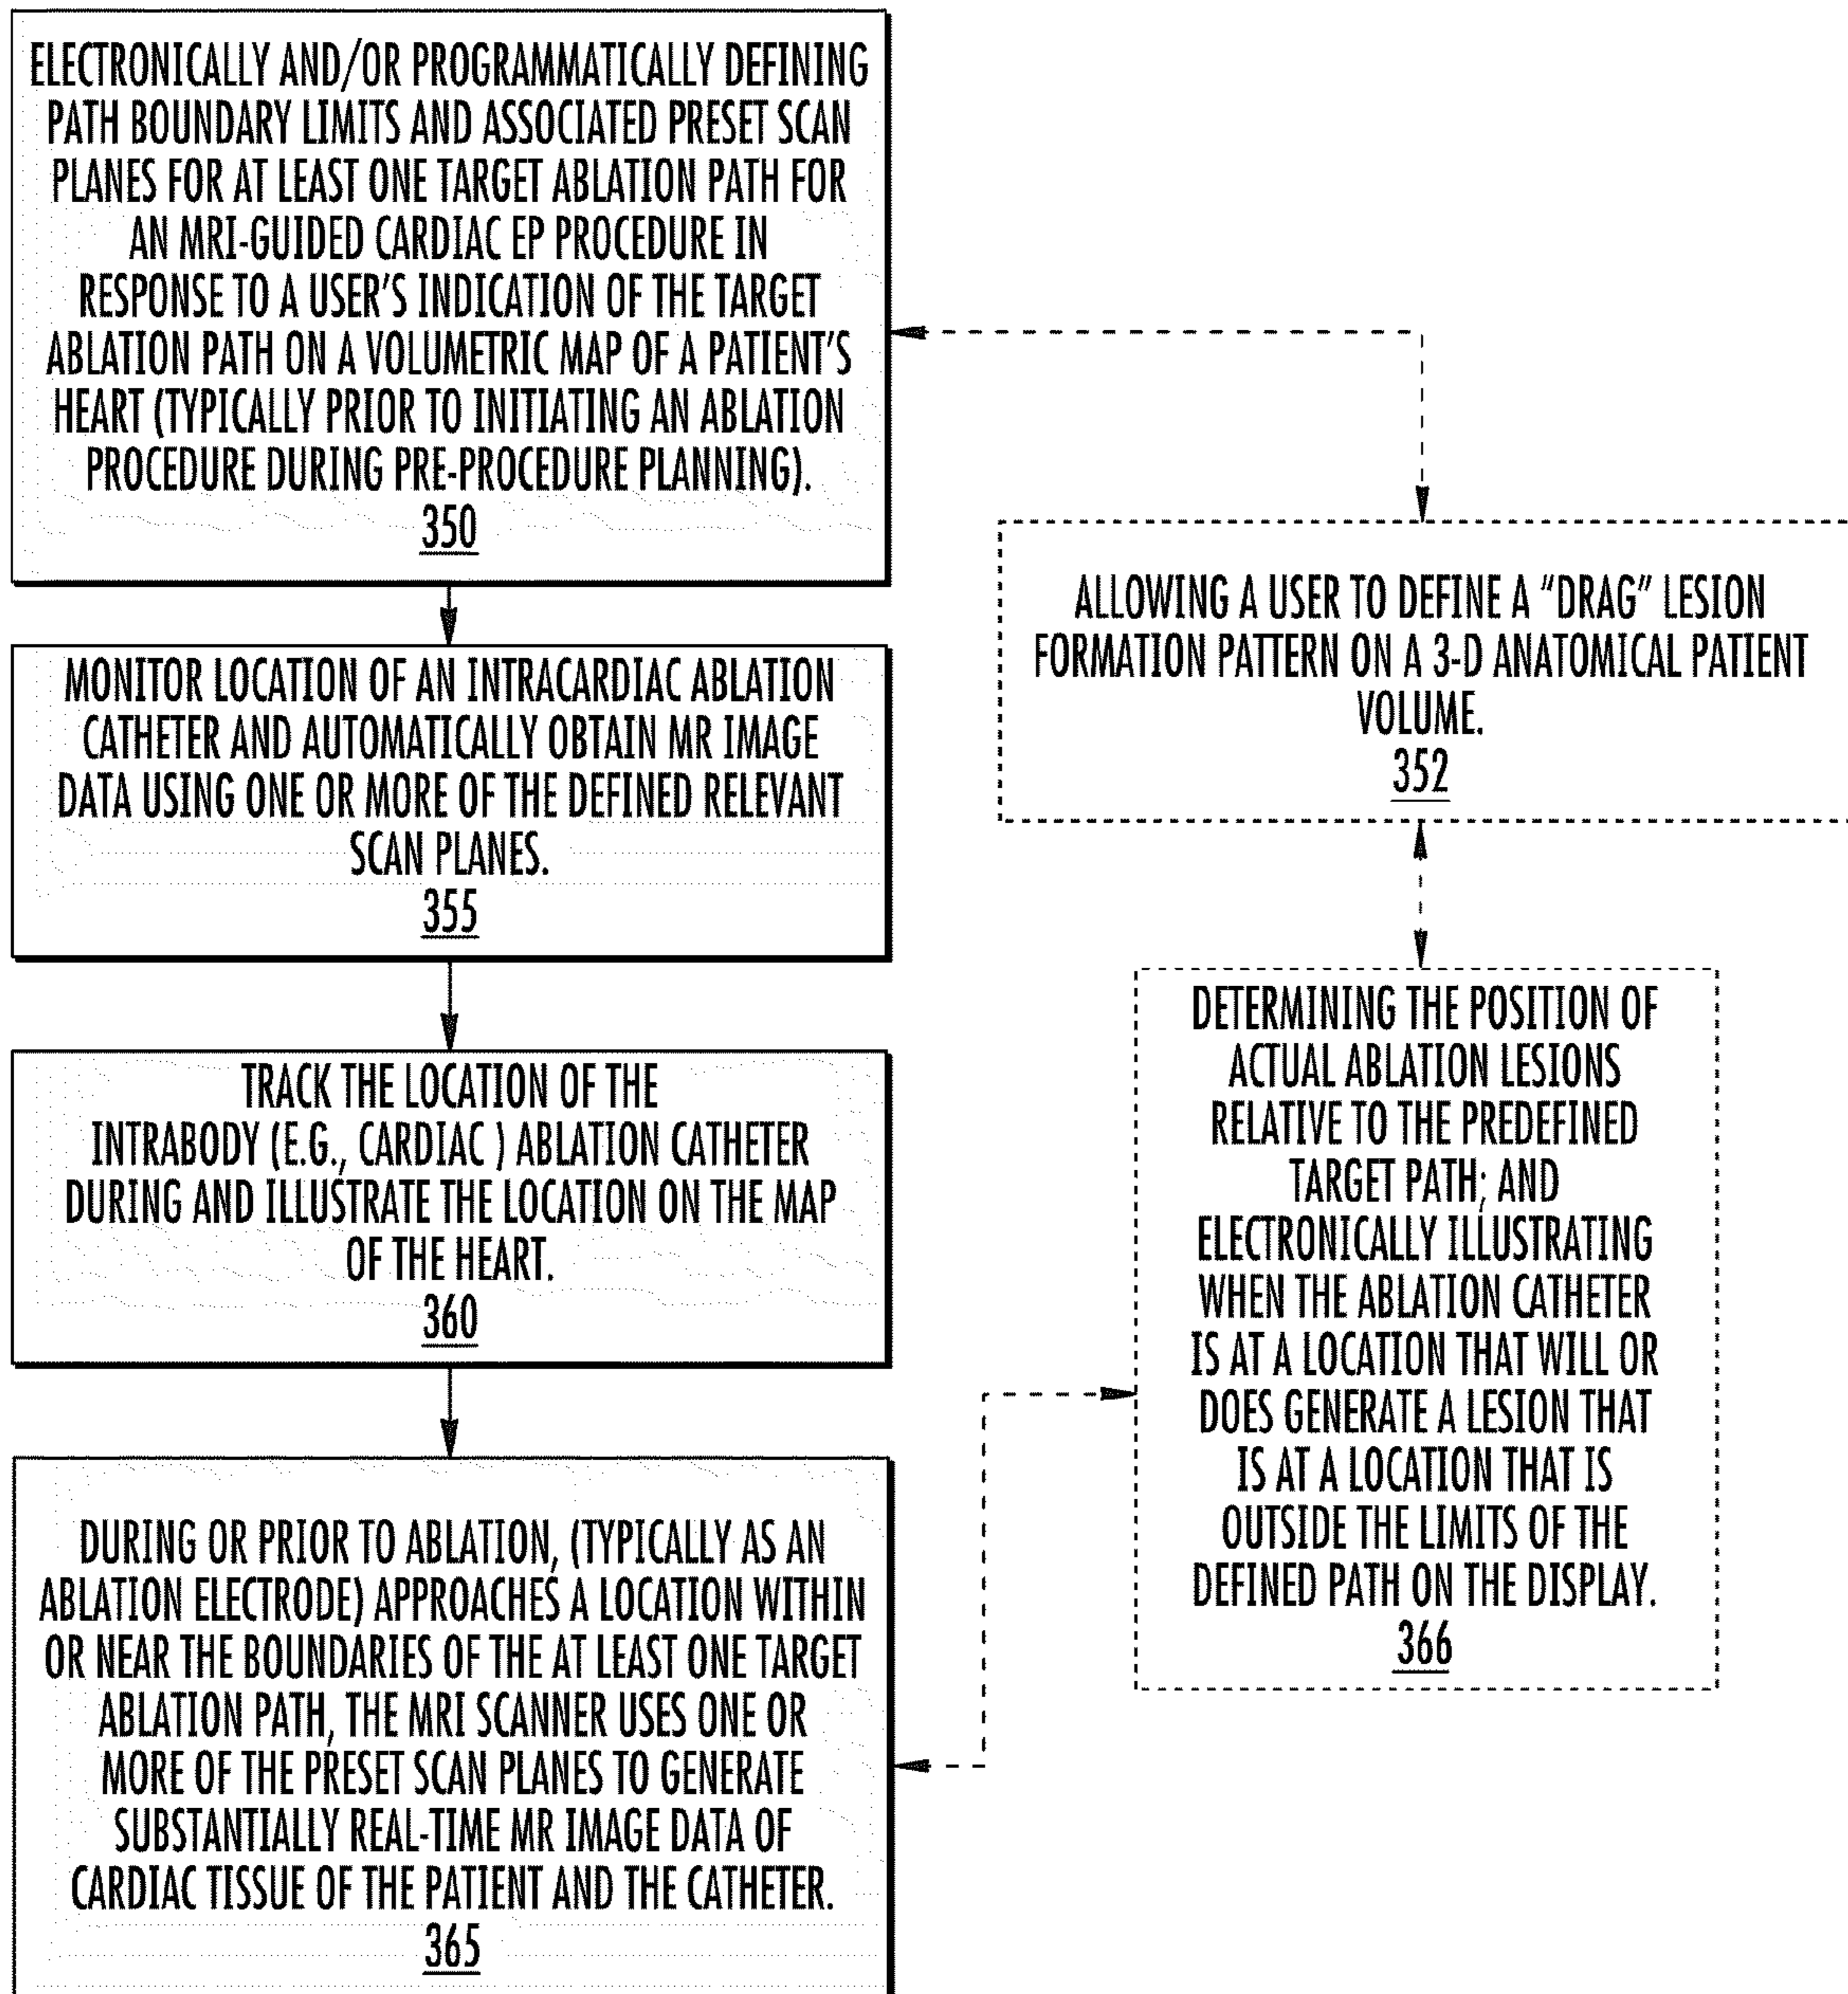 ELECTRONICALLY AND/OR PROGRAMMATICALLY DEFINING
PATH BOUNDARY LIMITS AND ASSOCIATED PRESET SCAN
PLANES FOR AT LEAST ONE TARGET ABLATION PATH FOR
AN MRI-GUIDED CARDIAC EP PROCEDURE IN
RESPONSE TO A USER'S INDICATION OF THE TARGET
ABLATION PATH ON A VOLUMETRIC MAP OF A PATIENT'S
HEART (TYPICALLY PRIOR TO INITIATING AN ABLATION
PROCEDURE DURING PRE-PROCEDURE PLANNING).
350
MONITOR LOCATION OF AN INTRACARDIAC ABLATION
CATHETER AND AUTOMATICALLY OBTAIN MR IMAGE
DATA USING ONE OR MORE OF THE DEFINED RELEVANT
SCAN PLANES.
355
TRACK THE LOCATION OF THE
INTRABODY (E.G., CARDIAC ) ABLATION CATHETER
DURING AND ILLUSTRATE THE LOCATION ON THE MAP
OF THE HEART.
360
DURING OR PRIOR TO ABLATION, (TYPICALLY AS AN
ABLATION ELECTRODE) APPROACHES A LOCATION WITHIN
OR NEAR THE BOUNDARIES OF THE AT LEAST ONE TARGET
ABLATION PATH, THE MRI SCANNER USES ONE OR
MORE OF THE PRESET SCAN PLANES TO GENERATE
SUBSTANTIALLY REAL-TIME MR IMAGE DATA OF
CARDIAC TISSUE OF THE PATIENT AND THE CATHETER.
365
ALLOWING A USER TO DEFINE A "DRAG" LESION
FORMATION PATTERN ON A 3-D ANATOMICAL PATIENT
VOLUME.
352
DETERMINING THE POSITION OF
ACTUAL ABLATION LESIONS
RELATIVE TO THE PREDEFINED
TARGET PATH; AND
ELECTRONICALLY ILLUSTRATING
WHEN THE ABLATION CATHETER
IS AT A LOCATION THAT WILL OR
DOES GENERATE A LESION THAT
IS AT A LOCATION THAT IS
OUTSIDE THE LIMITS OF THE
DEFINED PATH ON THE DISPLAY.
366